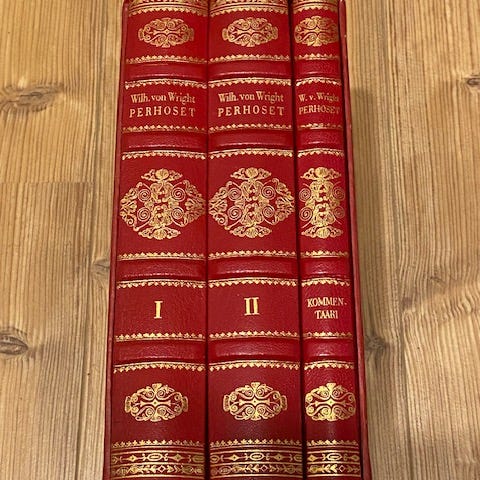 Wilh. von Wright
PERHOSET
I
Wilh. von Wright
PERHOSET
II
W. v. Wright
PERHOSET
KOMMEN-
TAARI